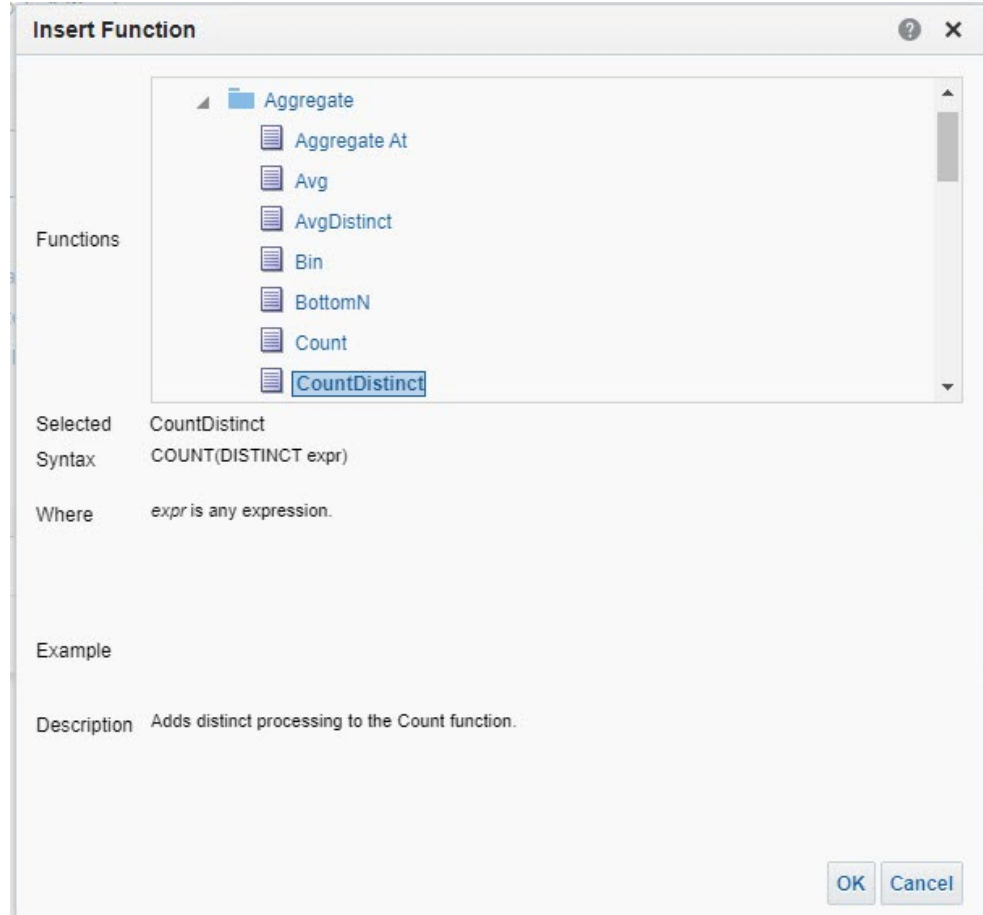 Insert Function
Aggregate
Aggregate At
Avg
AvgDistinct
Functions
Bin
BottomN
Count
CountDistinct
Selected CountDistinct
Syntax COUNT(DISTINCT expr)
Where expr is any expression.
Example
Description Adds distinct processing to the Count function.
OK Cancel